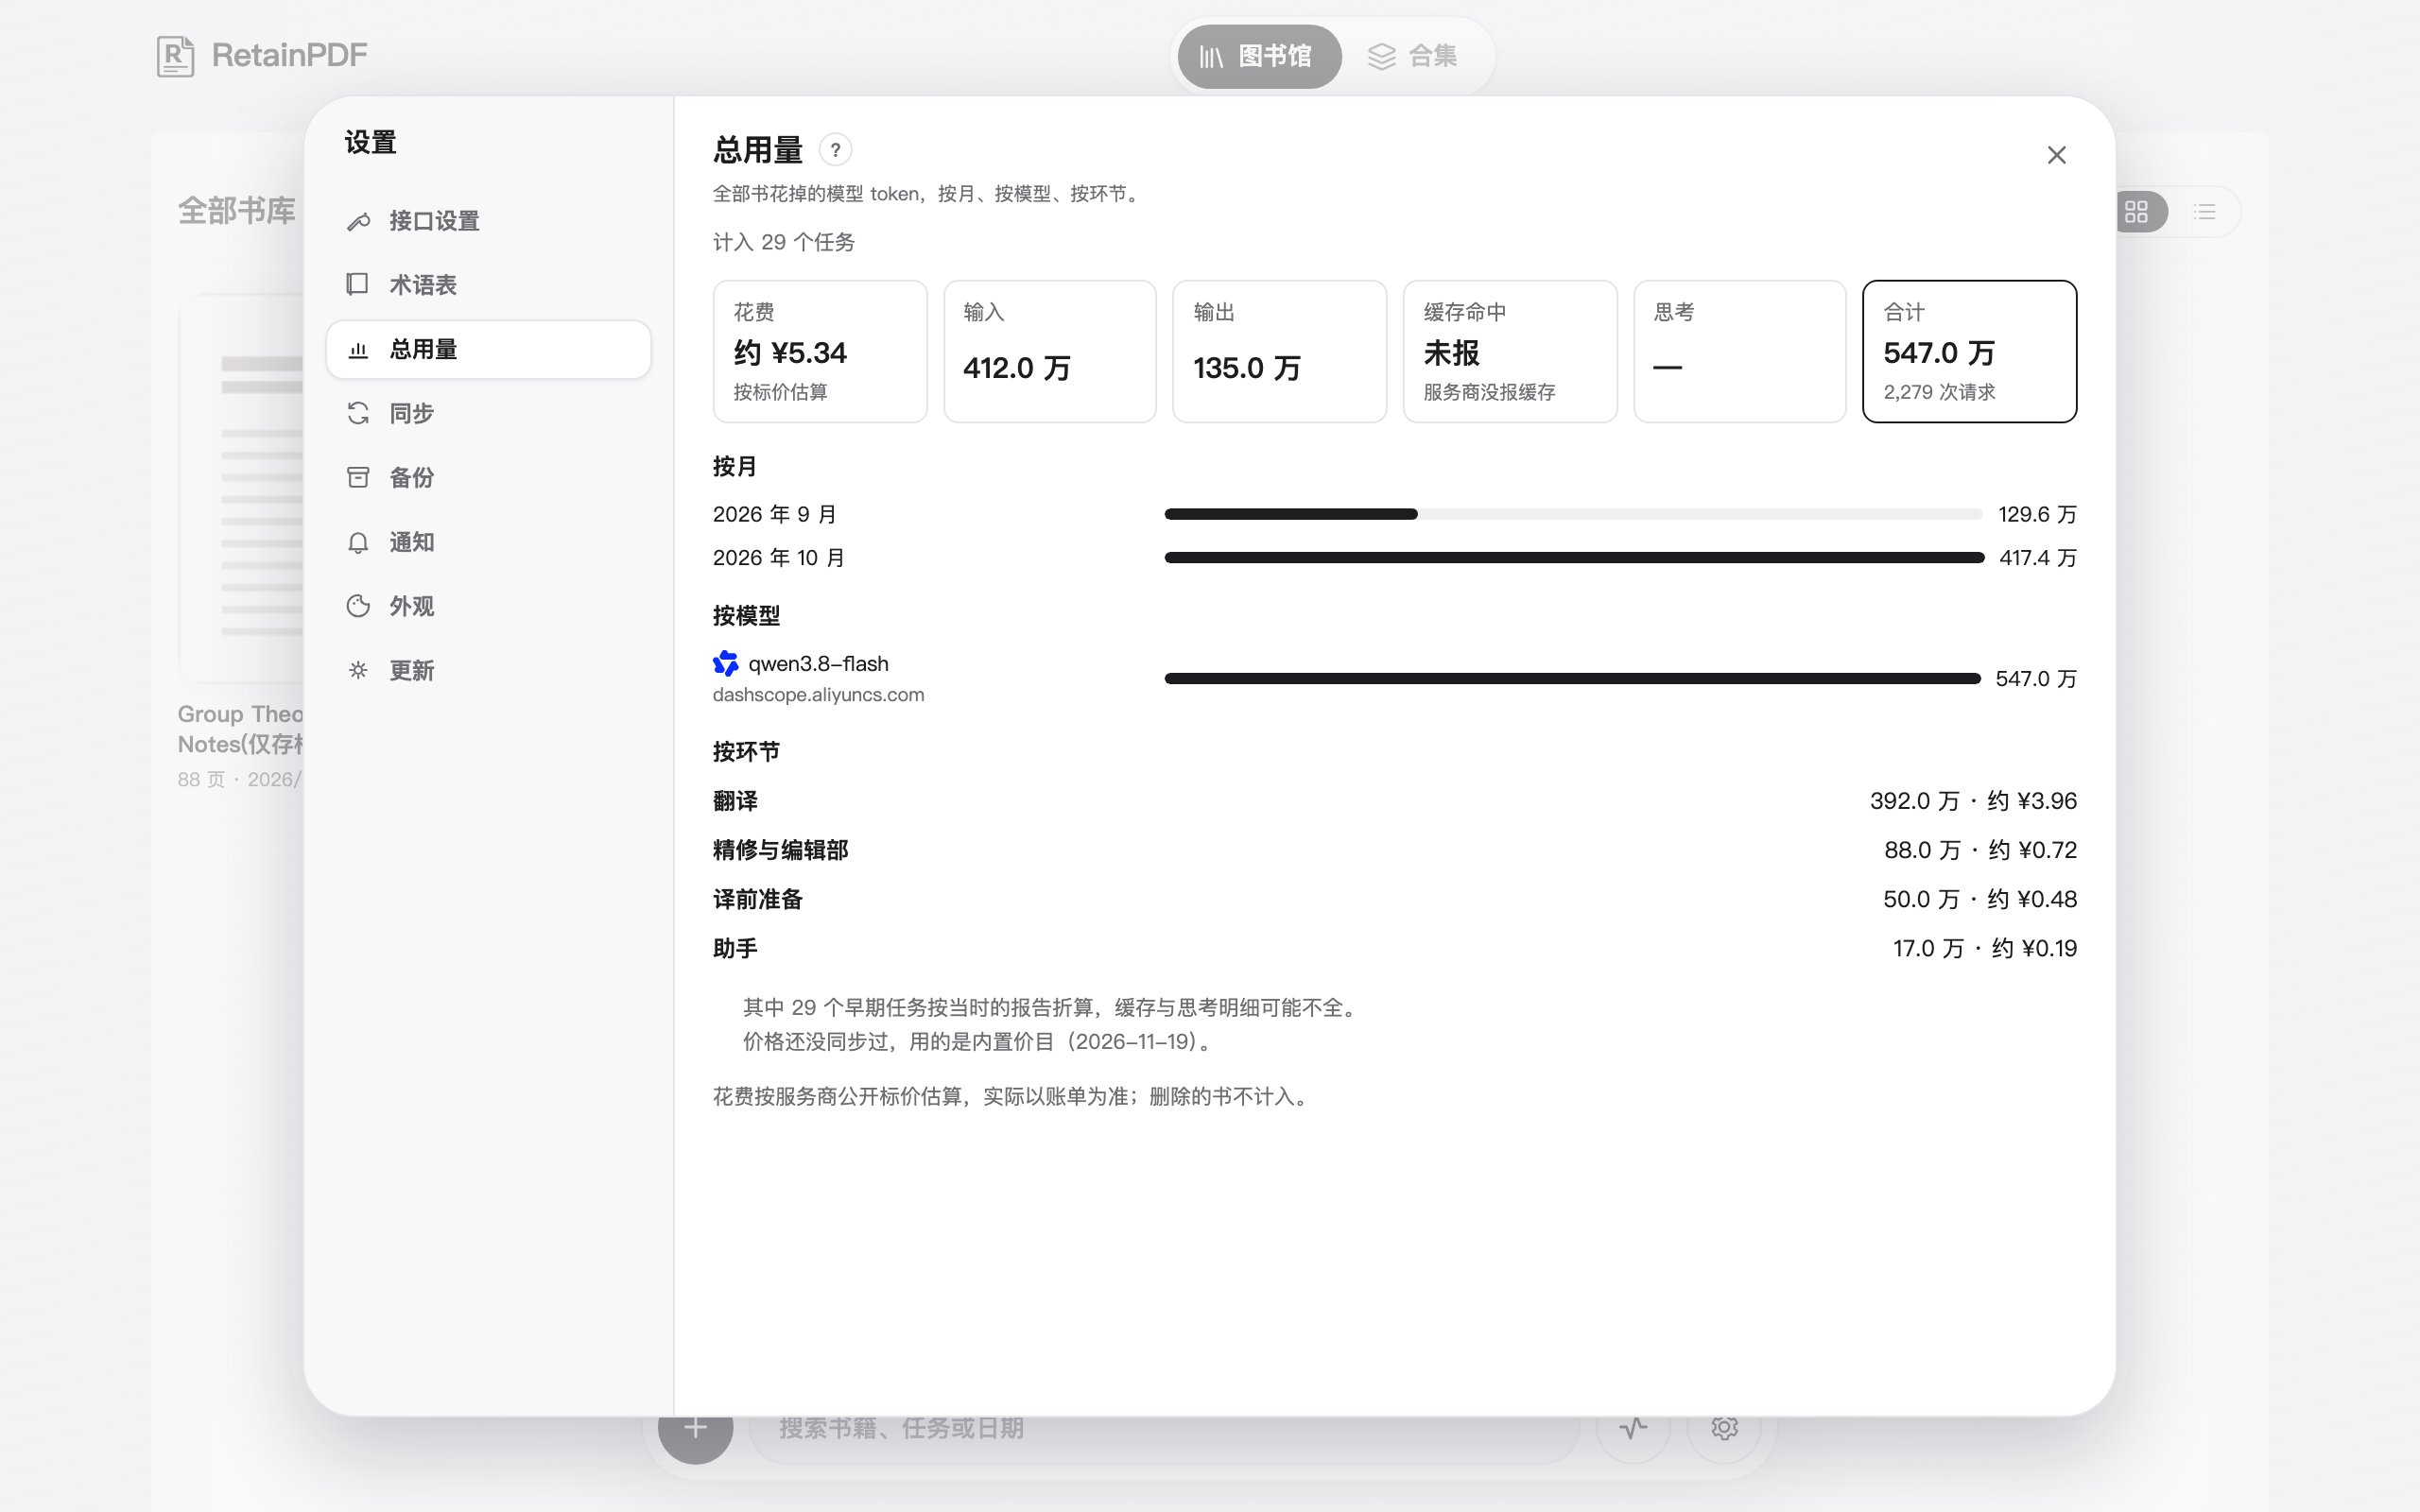 RetainPDF
图书馆
合集
全部书库
Group Theo
Notes(仅存
88 页 · 2026/
设置
接口设置
术语表
总用量
同步
备份
通知
外观
更新
总用量 ?
全部书花掉的模型 token，按月、按模型、按环节。
计入 29 个任务
花费
约 ¥5.34
按标价估算
输入
412.0 万
输出
135.0 万
缓存命中
未报
服务商没报缓存
思考
—
合计
547.0 万
2,279 次请求
按月
2026 年 9 月 129.6 万
2026 年 10 月 417.4 万
按模型
qwen3.8-flash
dashscope.aliyuncs.com
547.0 万
按环节
翻译 392.0 万 · 约 ¥3.96
精修与编辑部 88.0 万 · 约 ¥0.72
译前准备 50.0 万 · 约 ¥0.48
助手 17.0 万 · 约 ¥0.19
其中 29 个早期任务按当时的报告折算，缓存与思考明细可能不全。
价格还没同步过，用的是内置价目（2026-11-19）。
花费按服务商公开标价估算，实际以账单为准；删除的书不计入。
搜索书籍、任务或日期